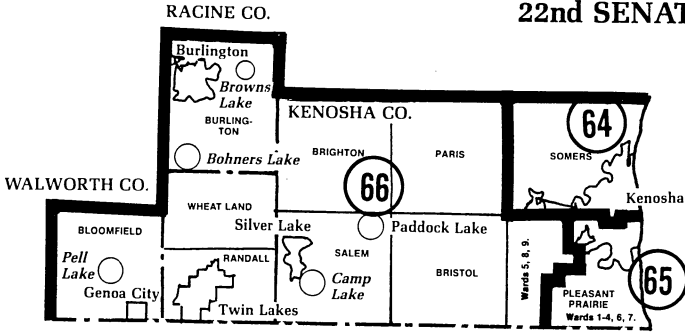 22nd SENAT
RACINE CO.
Burlington
Browns
Lake
BURLING-
TON
KENOSHA CO.
64
Bohners Lake
BRIGHTON
PARIS
SOMERS
66
WALWORTH CO.
WHEAT LAND
Kenosha
Silver Lake
Paddock Lake
BLOOMFIELD
Pell
Lake
RANDALL
SALEM
BRISTOL
Wards 5, 8, 9.
65
Genoa City
Camp
Lake
Twin Lakes
PLEASANT
PRAIRIE
Wards 1-4, 6, 7.